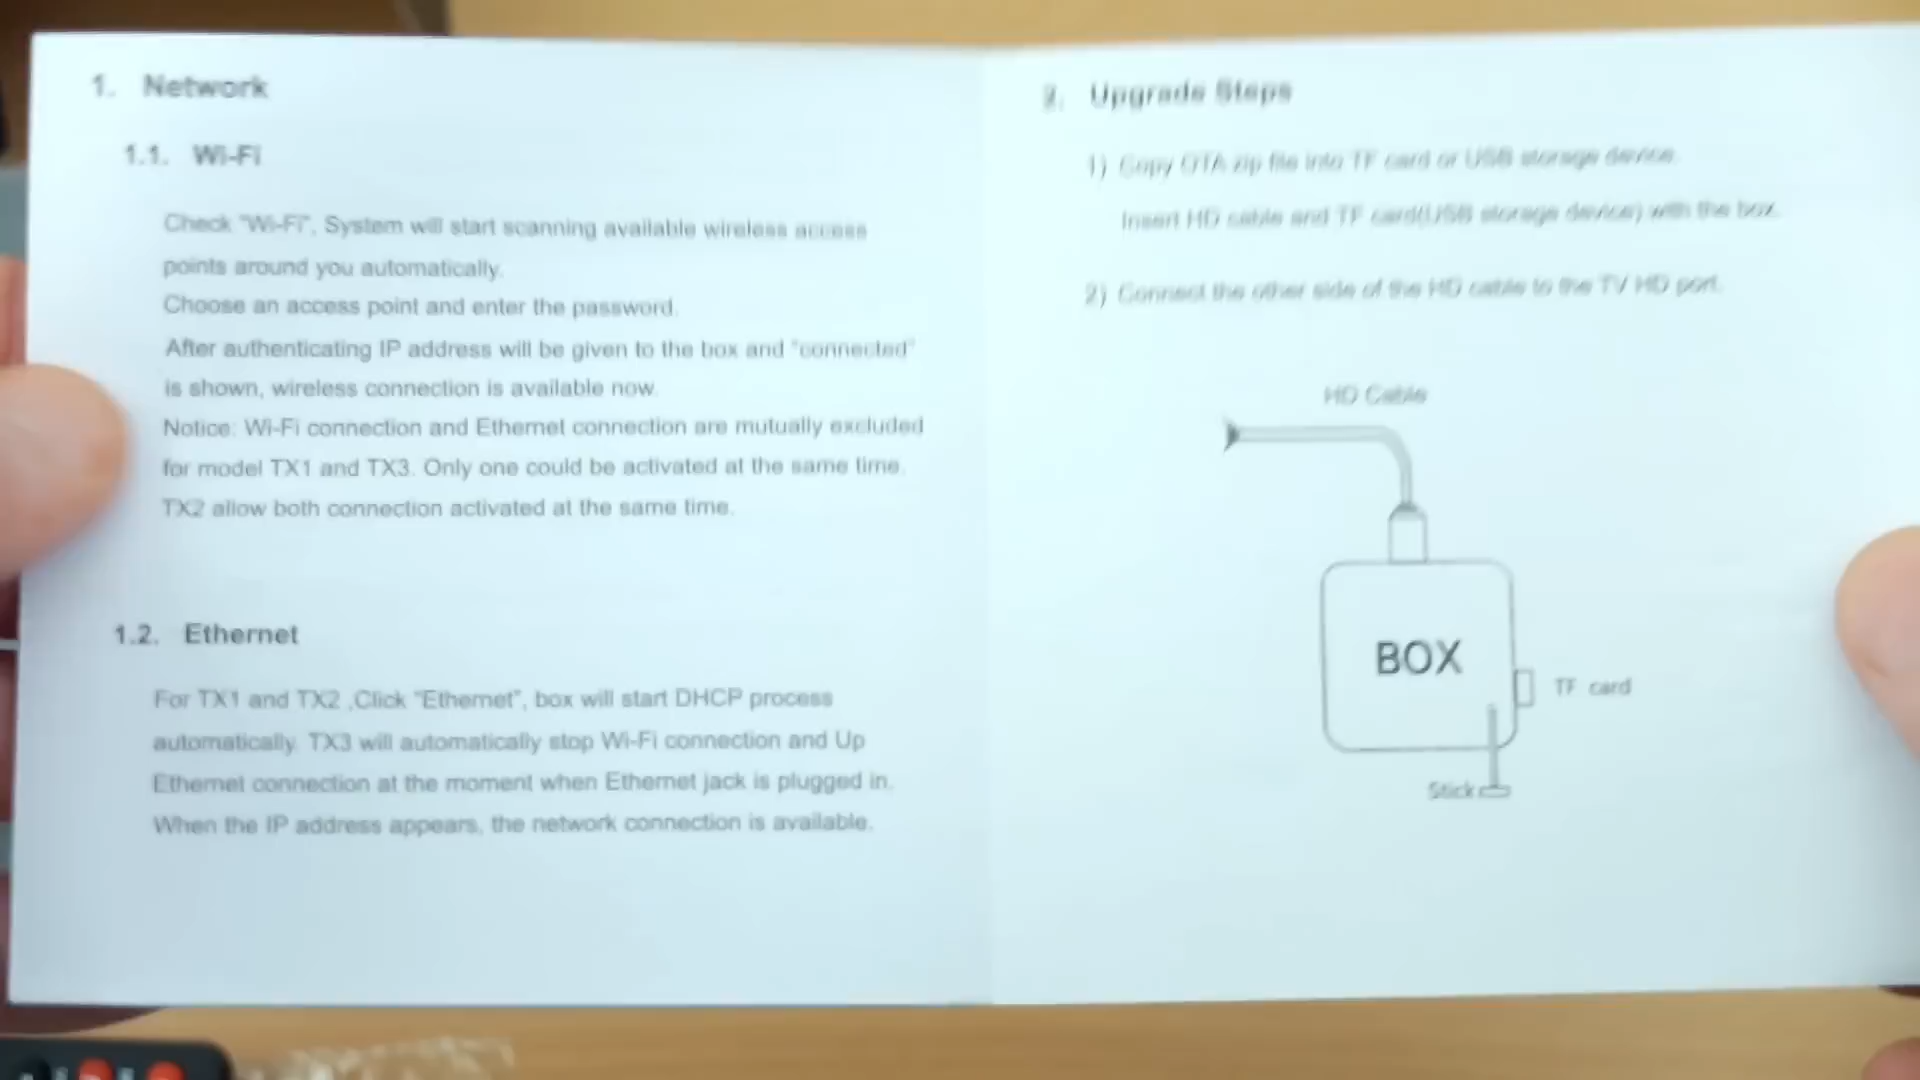 1. Network
1.1. Wi-Fi
Check "Wi-Fi", System will start scanning available wireless access
points around you automatically.
Choose an access point and enter the password.
After authenticating IP address will be given to the box and "connected"
is shown, wireless connection is available now.
Notice: Wi-Fi connection and Ethernet connection are mutually excluded
for model TX1 and TX3. Only one could be activated at the same time.
TX2 allow both connection activated at the same time.
1.2. Ethernet
For TX1 and TX2 ,Click "Ethernet", box will start DHCP process
automatically. TX3 will automatically stop Wi-Fi connection and Up
Ethernet connection at the moment when Ethernet jack is plugged in.
When the IP address appears, the network connection is available.
2. Upgrade Steps
1) Copy OTA zip file into TF card or USB storage device.
Insert HD cable and TF card(USB storage device) with the box.
2) Connect the other side of the HD cable to the TV HD port.
HD Cable
BOX
TF card
Stick